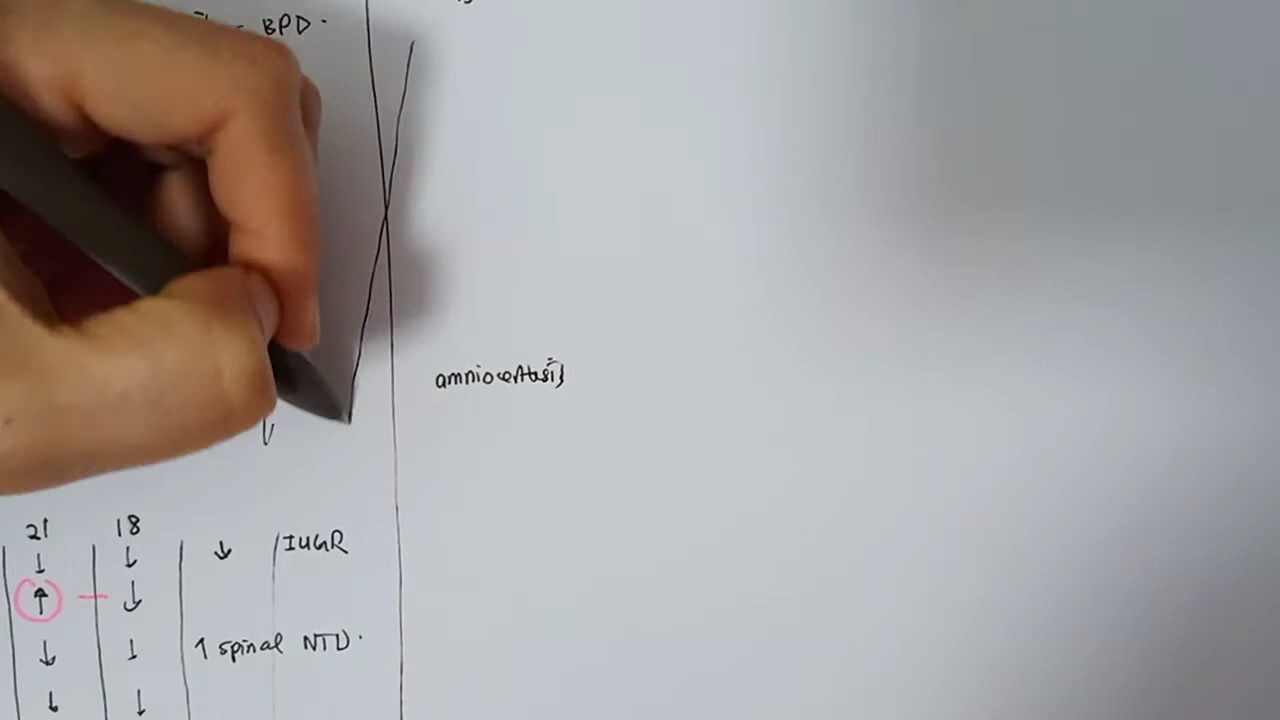 BPD.
amniocentesis
21 18
↓ ↓ ↓ IUGR
↑ ↓
↓ ↓ ↑ spinal NTD.
↓ ↓